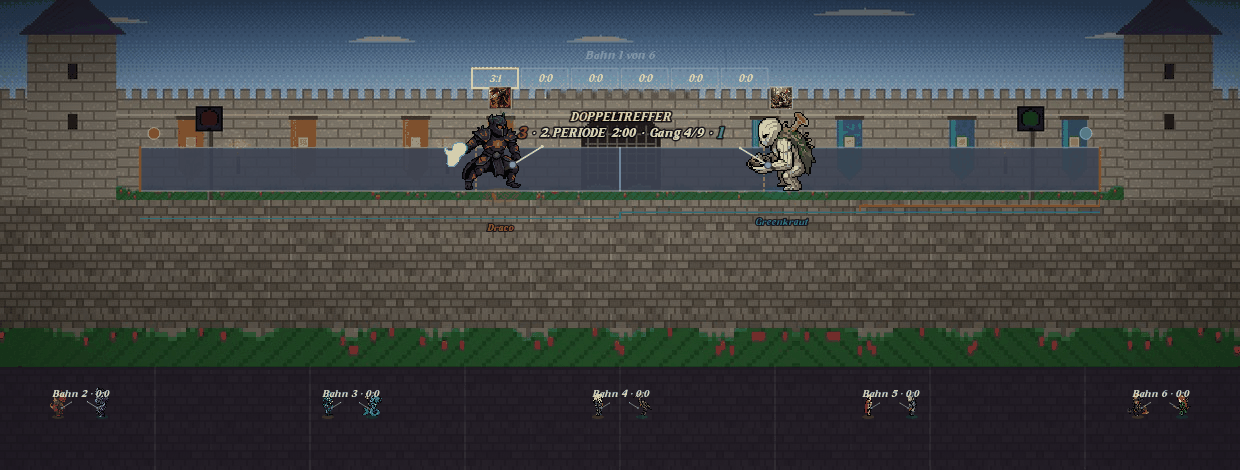 Bahn 1 von 6
3:1 0:0 0:0 0:0 0:0 0:0
DOPPELTREFFER
3 · 2. PERIODE 2:00 · Gang 4/9 · 1
Draco
Greenkraut
Bahn 2 · 0:0 Bahn 3 · 0:0 Bahn 4 · 0:0 Bahn 5 · 0:0 Bahn 6 · 0:0